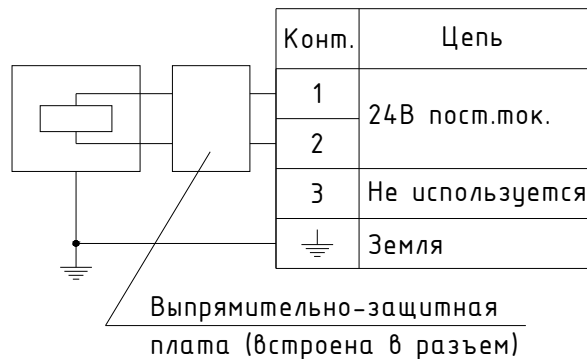 Конт. Цепь
1
24В пост.ток.
2
3 Не используется
Земля
Выпрямительно-защитная
плата (встроена в разъем)